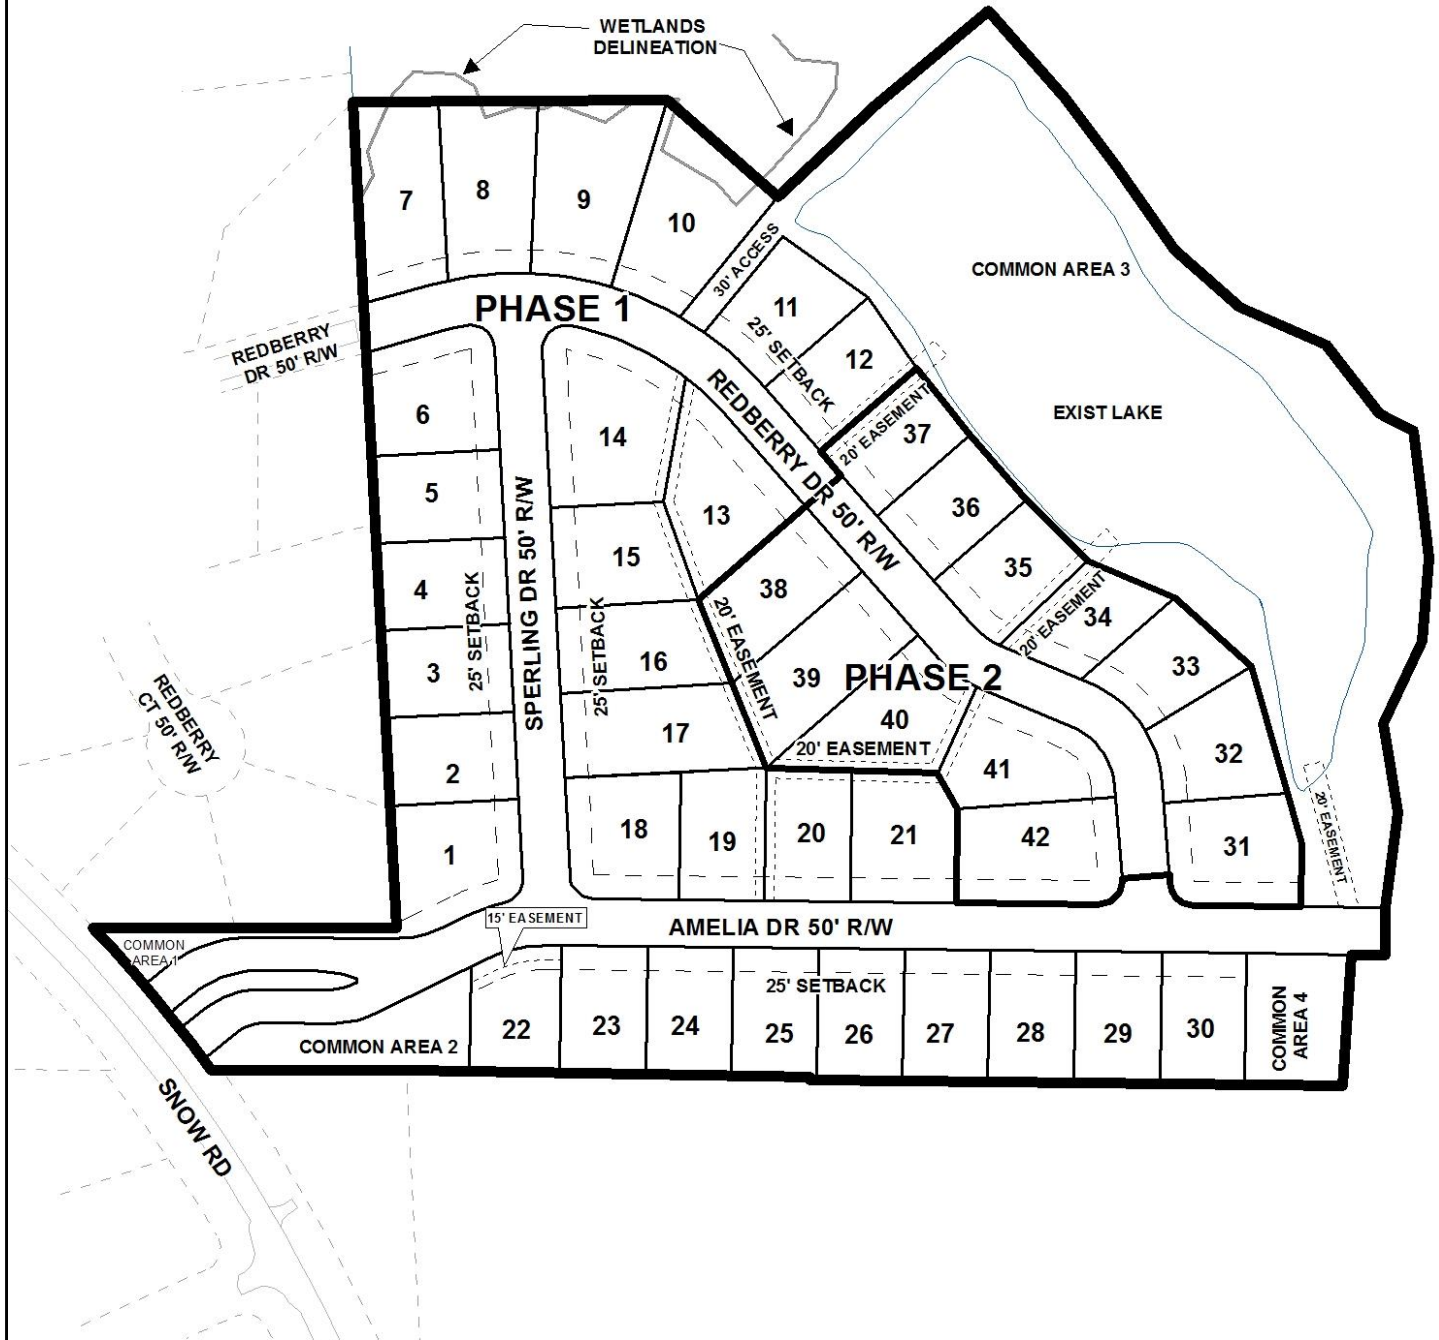 WETLANDS
DELINEATION
7
8
9
10
30' ACCESS
COMMON AREA 3
PHASE 1
11
REDBERRY
DR 50' R/W
25' SETBACK
12
EXIST LAKE
6
14
REDBERRY DR 50' R/W
20' EASEMENT
37
5
13
36
SPERLING DR 50' R/W
15
35
4
25' SETBACK
38
20' EASEMENT
34
25' SETBACK
16
20' EASEMENT
3
39
PHASE 2
33
REDBERRY
CT 50' R/W
17
40
20' EASEMENT
2
41
32
18
19
20
21
42
31
20' EASEMENT
1
15' EASEMENT
AMELIA DR 50' R/W
COMMON
AREA 1
25' SETBACK
22
23
24
25
26
27
28
29
30
COMMON
AREA 4
COMMON AREA 2
SNOW RD